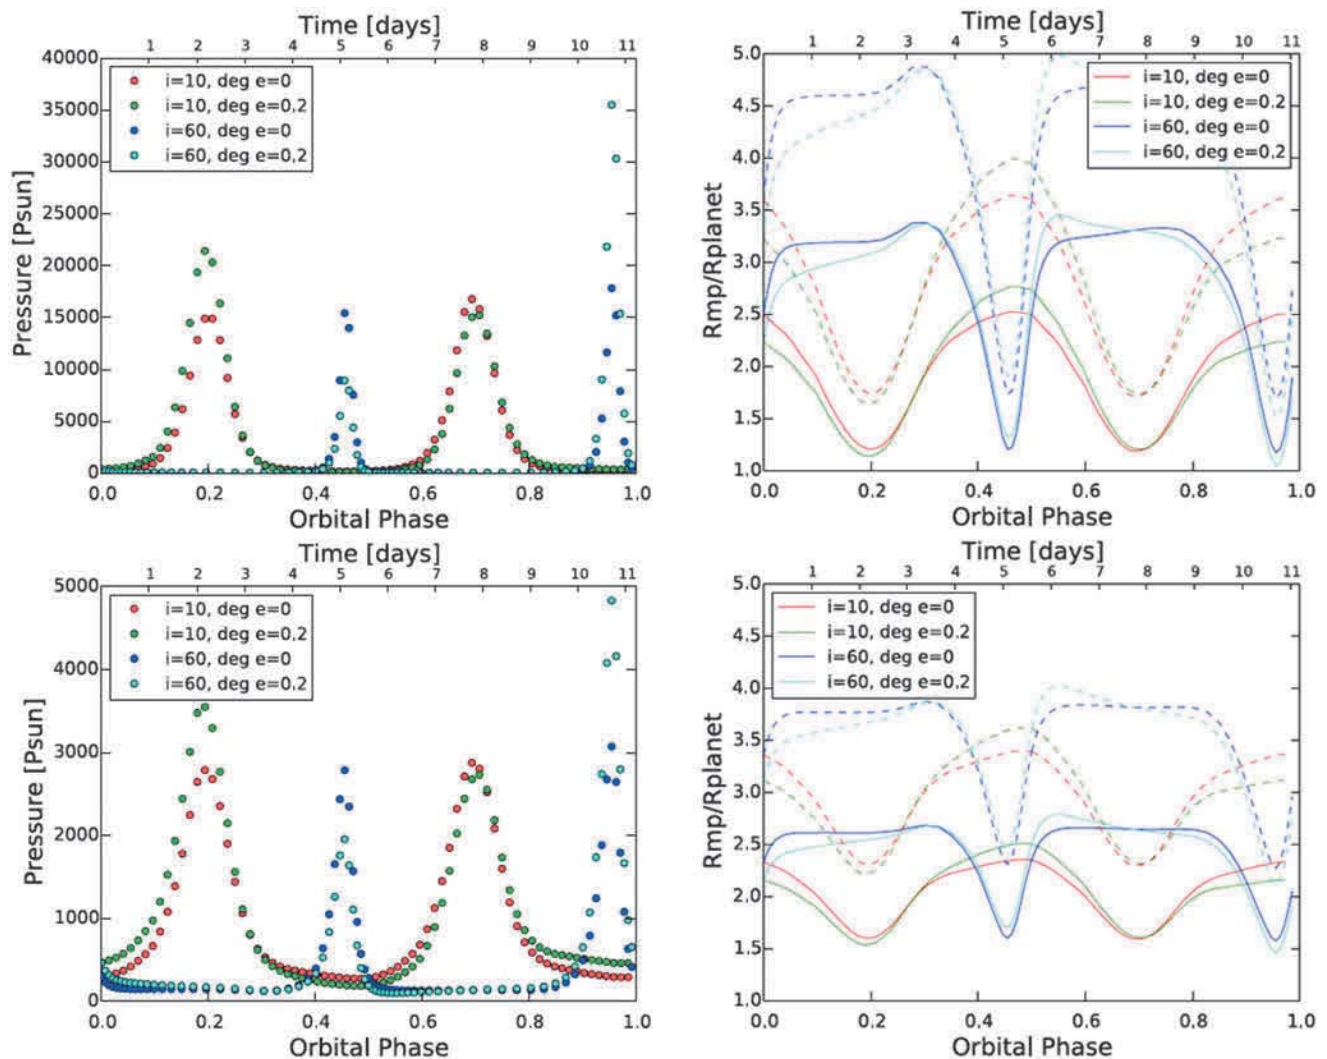 Time [days]
1 2 3 4 5 6 7 8 9 10 11
40000
35000
30000
25000
20000
15000
10000
5000
0
Pressure [Psun]
i=10, deg e=0
i=10, deg e=0.2
i=60, deg e=0
i=60, deg e=0.2
0.0 0.2 0.4 0.6 0.8 1.0
Orbital Phase
Time [days]
1 2 3 4 5 6 7 8 9 10 11
5.0
4.5
4.0
3.5
3.0
2.5
2.0
1.5
1.0
Rmp/Rplanet
i=10, deg e=0
i=10, deg e=0.2
i=60, deg e=0
i=60, deg e=0.2
0.0 0.2 0.4 0.6 0.8 1.0
Orbital Phase
Time [days]
1 2 3 4 5 6 7 8 9 10 11
5000
4000
3000
2000
1000
0
Pressure [Psun]
i=10, deg e=0
i=10, deg e=0.2
i=60, deg e=0
i=60, deg e=0.2
0.0 0.2 0.4 0.6 0.8 1.0
Orbital Phase
Time [days]
1 2 3 4 5 6 7 8 9 10 11
5.0
4.5
4.0
3.5
3.0
2.5
2.0
1.5
1.0
Rmp/Rplanet
i=10, deg e=0
i=10, deg e=0.2
i=60, deg e=0
i=60, deg e=0.2
0.0 0.2 0.4 0.6 0.8 1.0
Orbital Phase